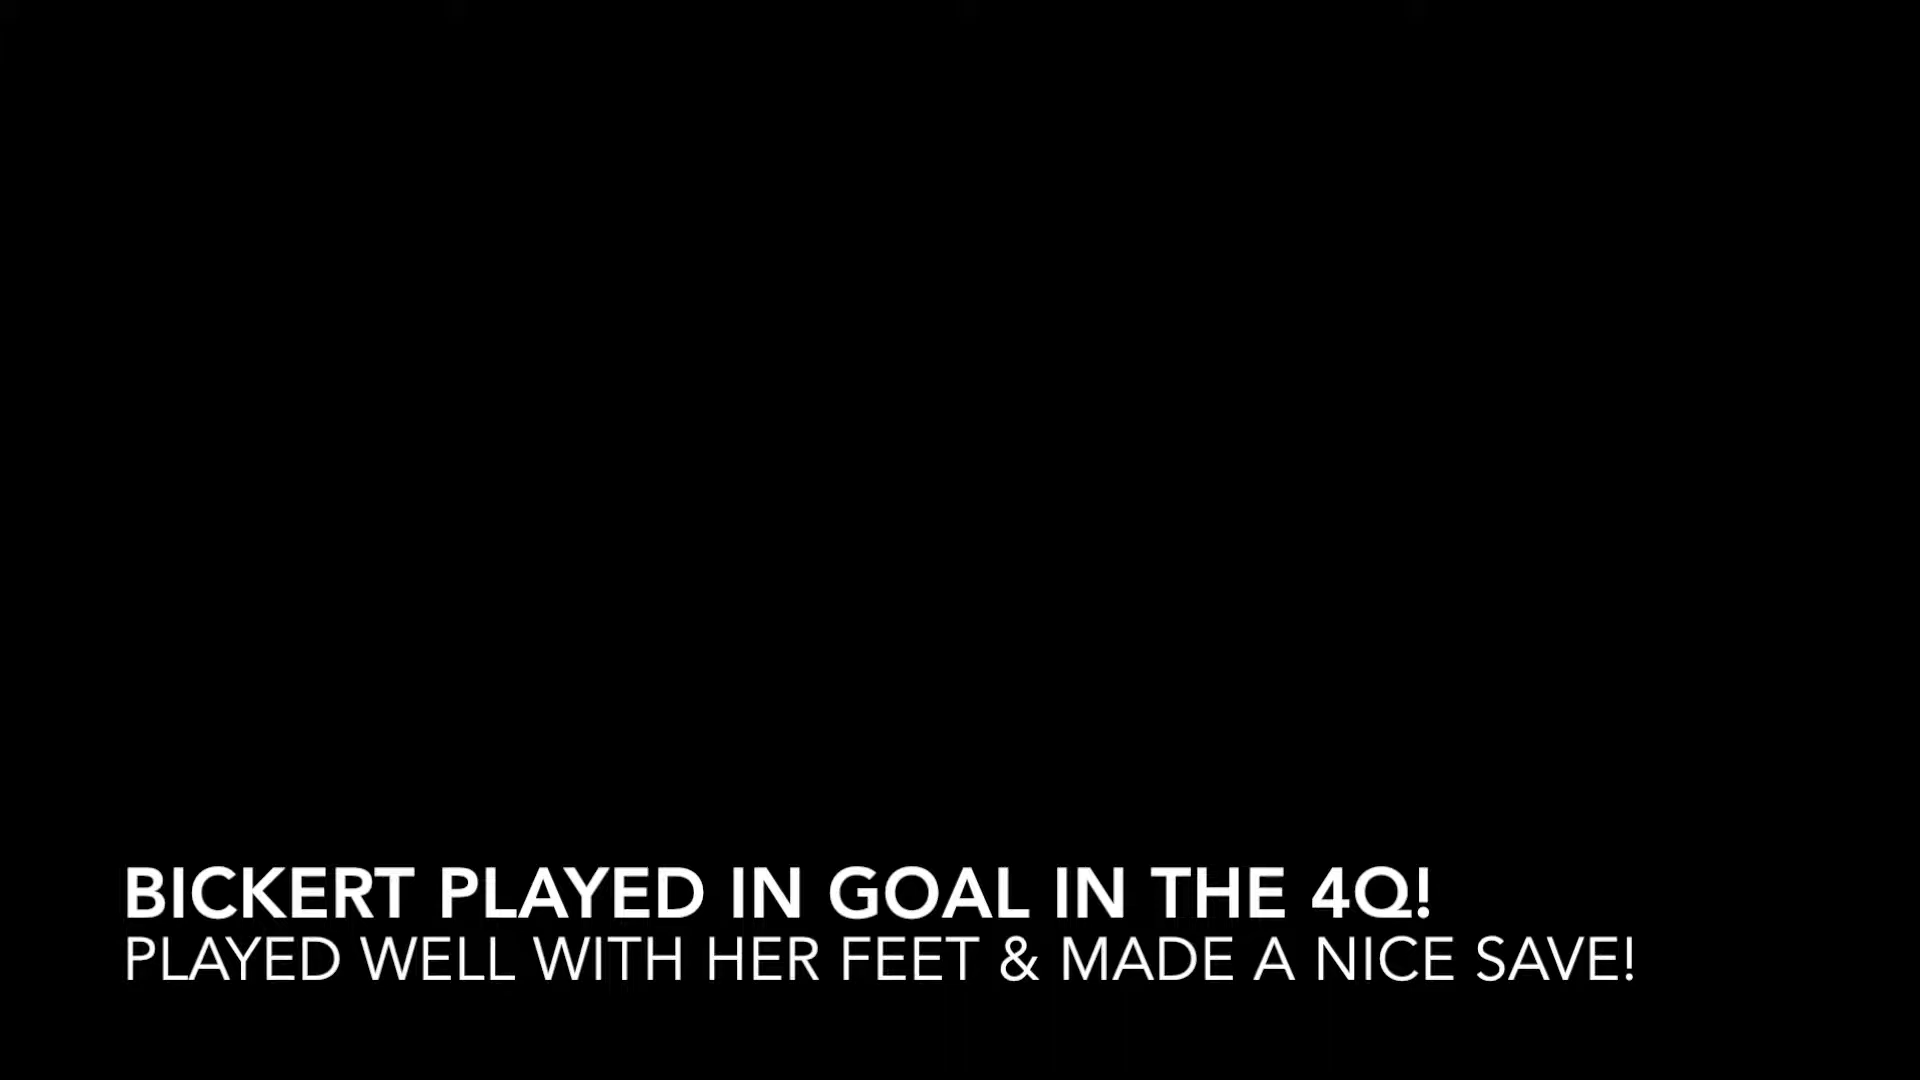 BICKERT PLAYED IN GOAL IN THE 4Q!
PLAYED WELL WITH HER FEET & MADE A NICE SAVE!